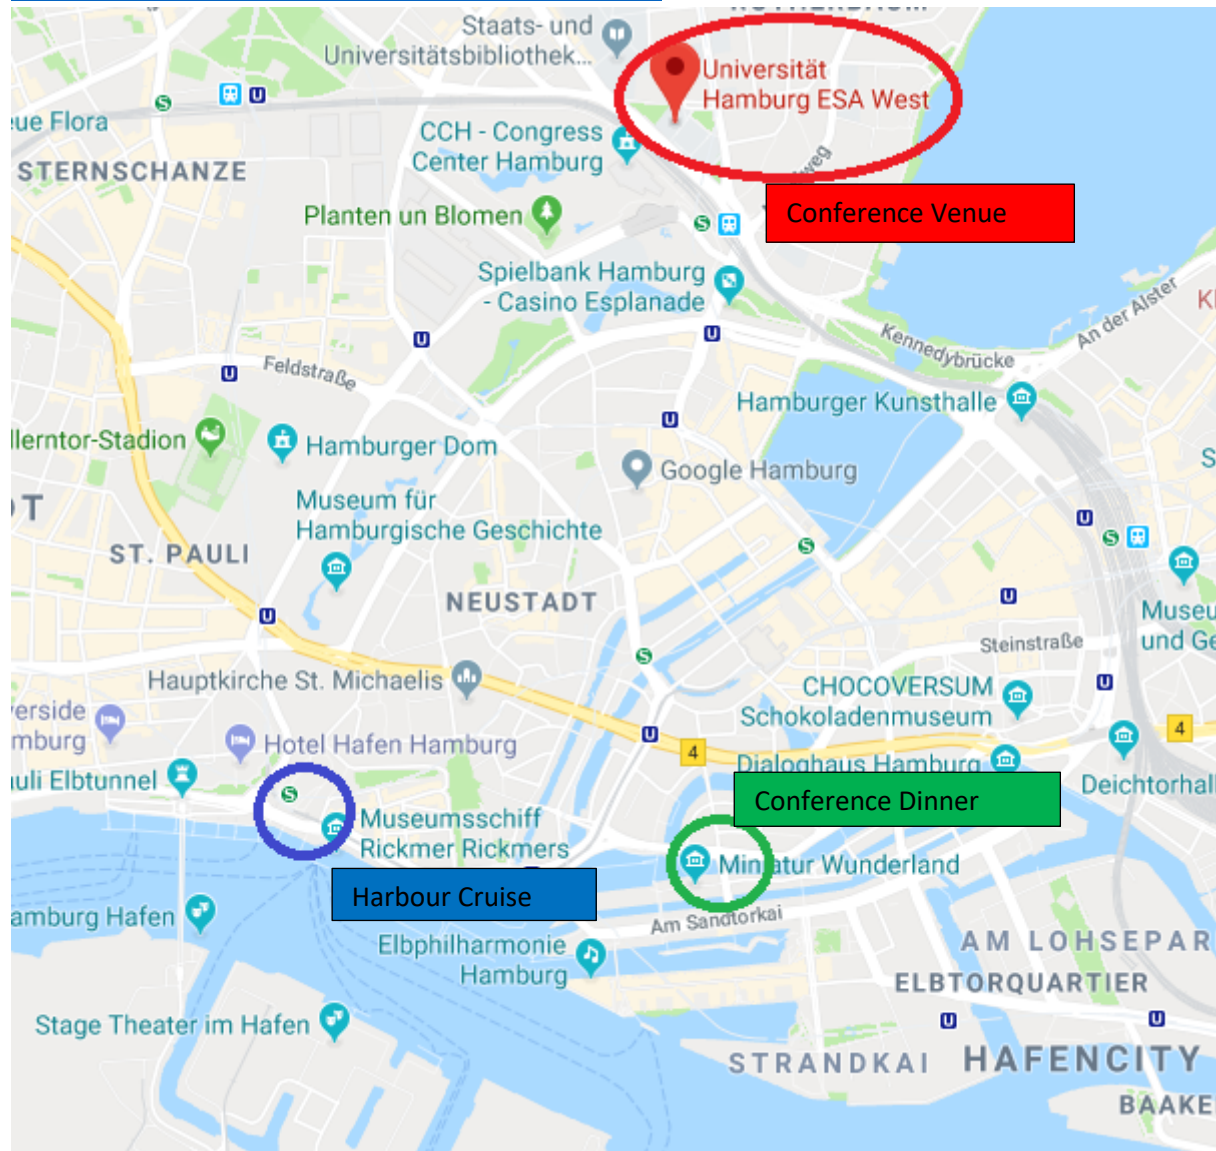 Staats- und
Universitätsbibliothek...
Universität
Hamburg ESA West
ue Flora
CCH - Congress
Center Hamburg
STERNSCHANZE
Conference Venue
Planten un Blomen
Spielbank Hamburg
- Casino Esplanade
An der Alster
Kennedybrücke
Feldstraße
Hamburger Kunsthalle
llerntor-Stadion
Hamburger Dom
Google Hamburg
Museum für
Hamburgische Geschichte
ST. PAULI
NEUSTADT
Museu
und Ge
Steinstraße
Hauptkirche St. Michaelis
CHOCOVERSUM
Schokoladenmuseum
erside
mburg
Hotel Hafen Hamburg
4
4
Dialoghaus Hamburg
uli Elbtunnel
Deichtorhal
Conference Dinner
Museumsschiff
Rickmer Rickmers
Miniatur Wunderland
Harbour Cruise
amburg Hafen
Am Sandtorkai
Elbphilharmonie
Hamburg
AM LOHSEPAR
ELBTORQUARTIER
Stage Theater im Hafen
STRANDKAI
HAFENCITY
BAAKE